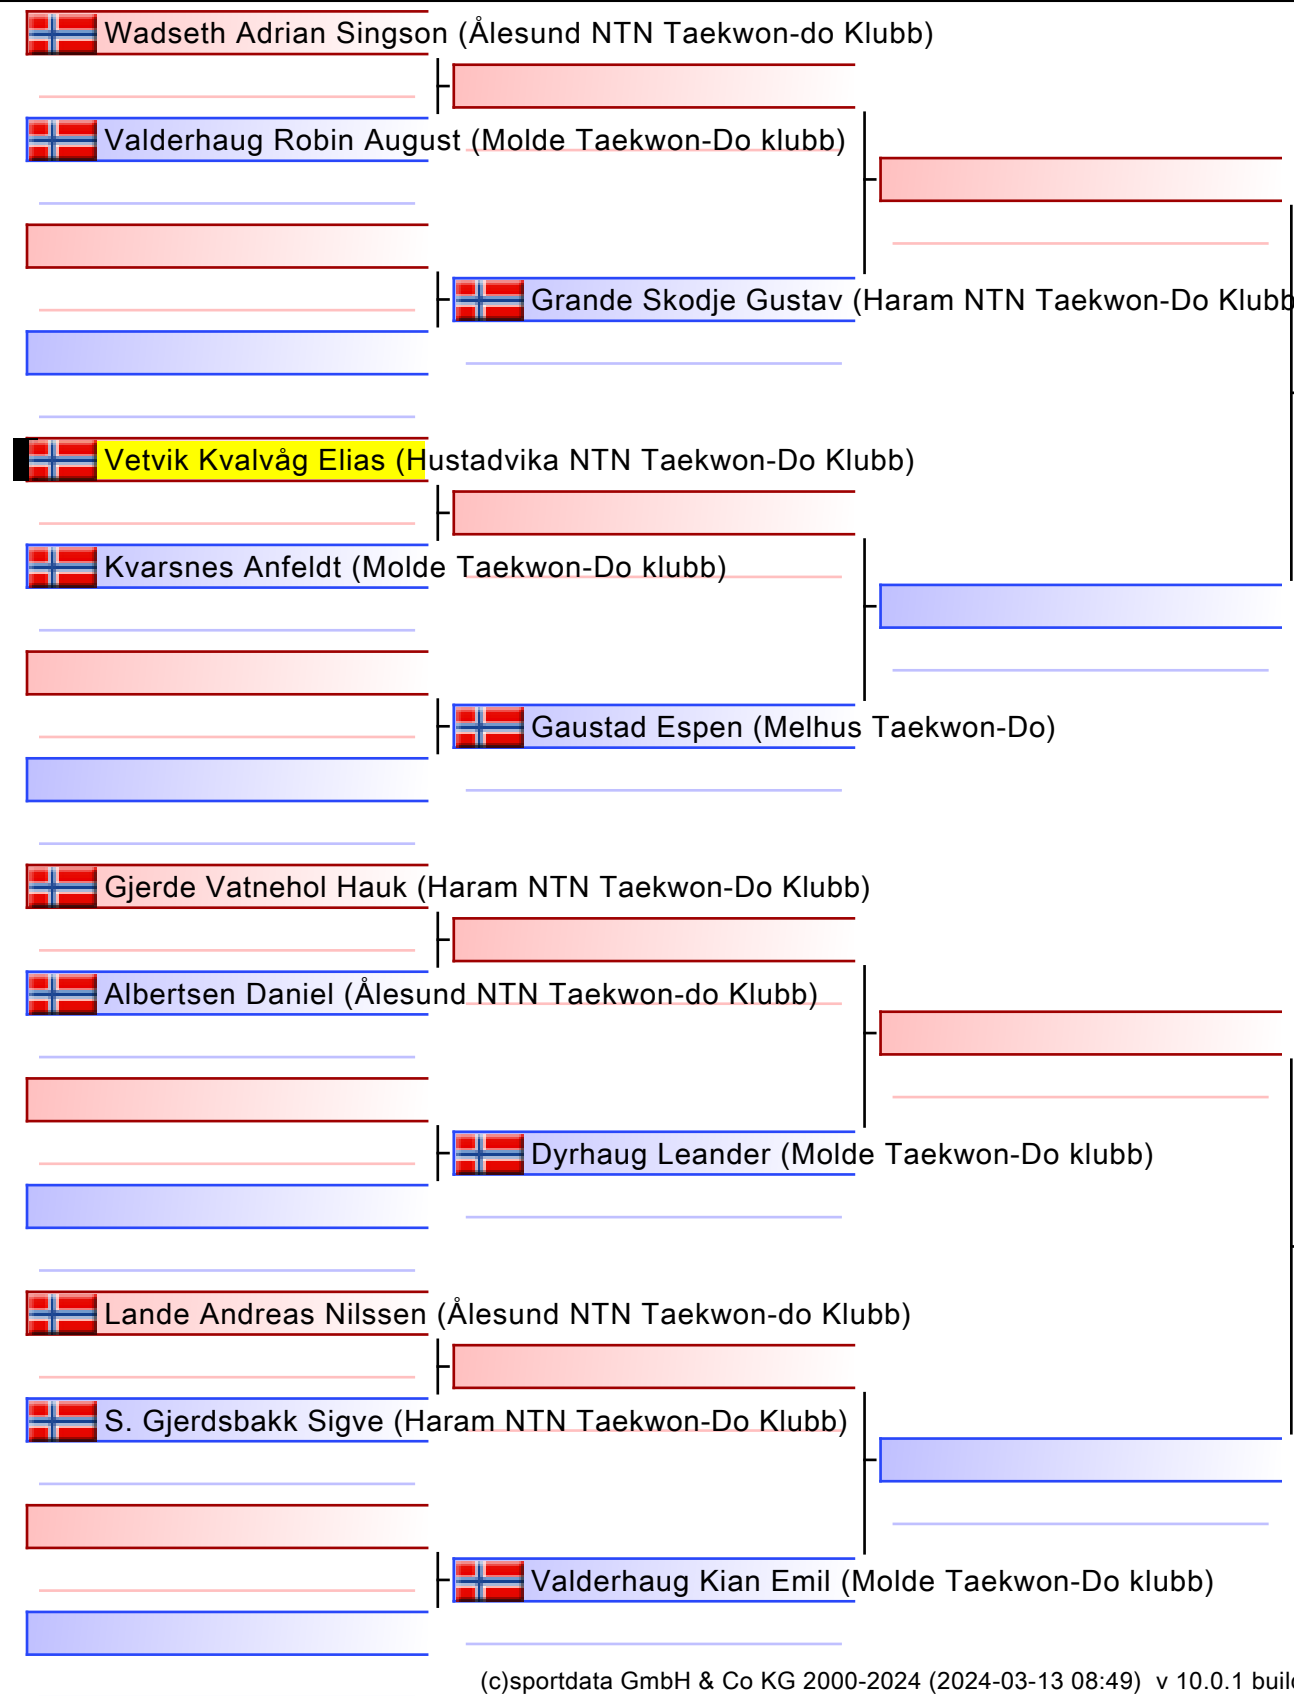 Wadseth Adrian Singson (Ålesund NTN Taekwon-do Klubb)
Valderhaug Robin August (Molde Taekwon-Do klubb)
Grande Skodje Gustav (Haram NTN Taekwon-Do Klubb
Vetvik Kvalvåg Elias (Hustadvika NTN Taekwon-Do Klubb)
Kvarsnes Anfeldt (Molde Taekwon-Do klubb)
Gaustad Espen (Melhus Taekwon-Do)
Gjerde Vatnehol Hauk (Haram NTN Taekwon-Do Klubb)
Albertsen Daniel (Ålesund NTN Taekwon-do Klubb)
Dyrhaug Leander (Molde Taekwon-Do klubb)
Lande Andreas Nilssen (Ålesund NTN Taekwon-do Klubb)
S. Gjerdsbakk Sigve (Haram NTN Taekwon-Do Klubb)
Valderhaug Kian Emil (Molde Taekwon-Do klubb)
(c)sportdata GmbH & Co KG 2000-2024 (2024-03-13 08:49) v 10.0.1